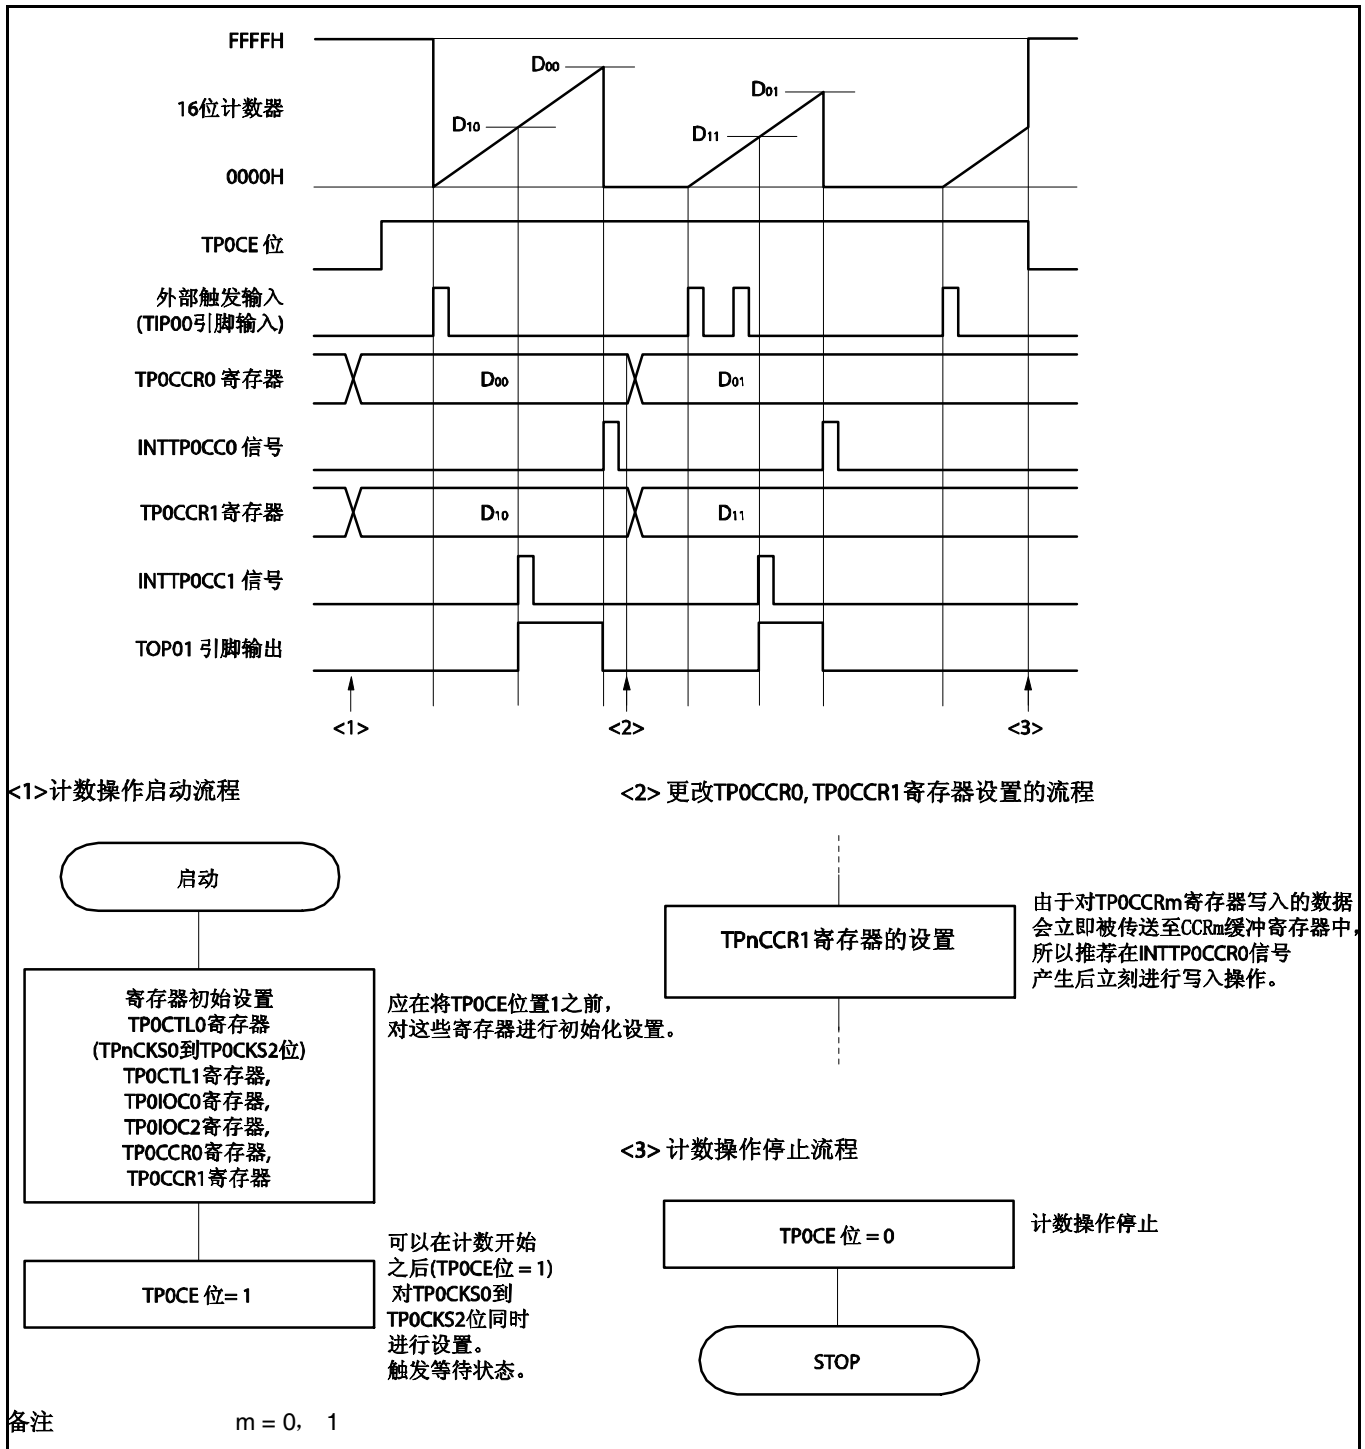 FFFFH
D00
D01
16位计数器
D10
D11
0000H
TP0CE 位
外部触发输入
(TIP00引脚输入)
TP0CCR0 寄存器
D00
D01
INTTP0CC0 信号
TP0CCR1寄存器
D10
D11
INTTP0CC1 信号
TOP01 引脚输出
<1>
<2>
<3>
<1>计数操作启动流程
启动
寄存器初始设置
TP0CTL0寄存器
(TPnCKS0到TP0CKS2位)
TP0CTL1寄存器,
TP0IOC0寄存器,
TP0IOC2寄存器,
TP0CCR0寄存器,
TP0CCR1寄存器
应在将TP0CE位置1之前，
对这些寄存器进行初始化设置。
TP0CE 位= 1
可以在计数开始
之后(TP0CE位 = 1)
对TP0CKS0到
TP0CKS2位同时
进行设置。
触发等待状态。
<2> 更改TP0CCR0, TP0CCR1寄存器设置的流程
TPnCCR1寄存器的设置
由于对TP0CCRm寄存器写入的数据
会立即被传送至CCRm缓冲寄存器中，
所以推荐在INTTP0CCR0信号
产生后立刻进行写入操作。
<3> 计数操作停止流程
TP0CE 位 = 0
计数操作停止
STOP
备注 m = 0， 1